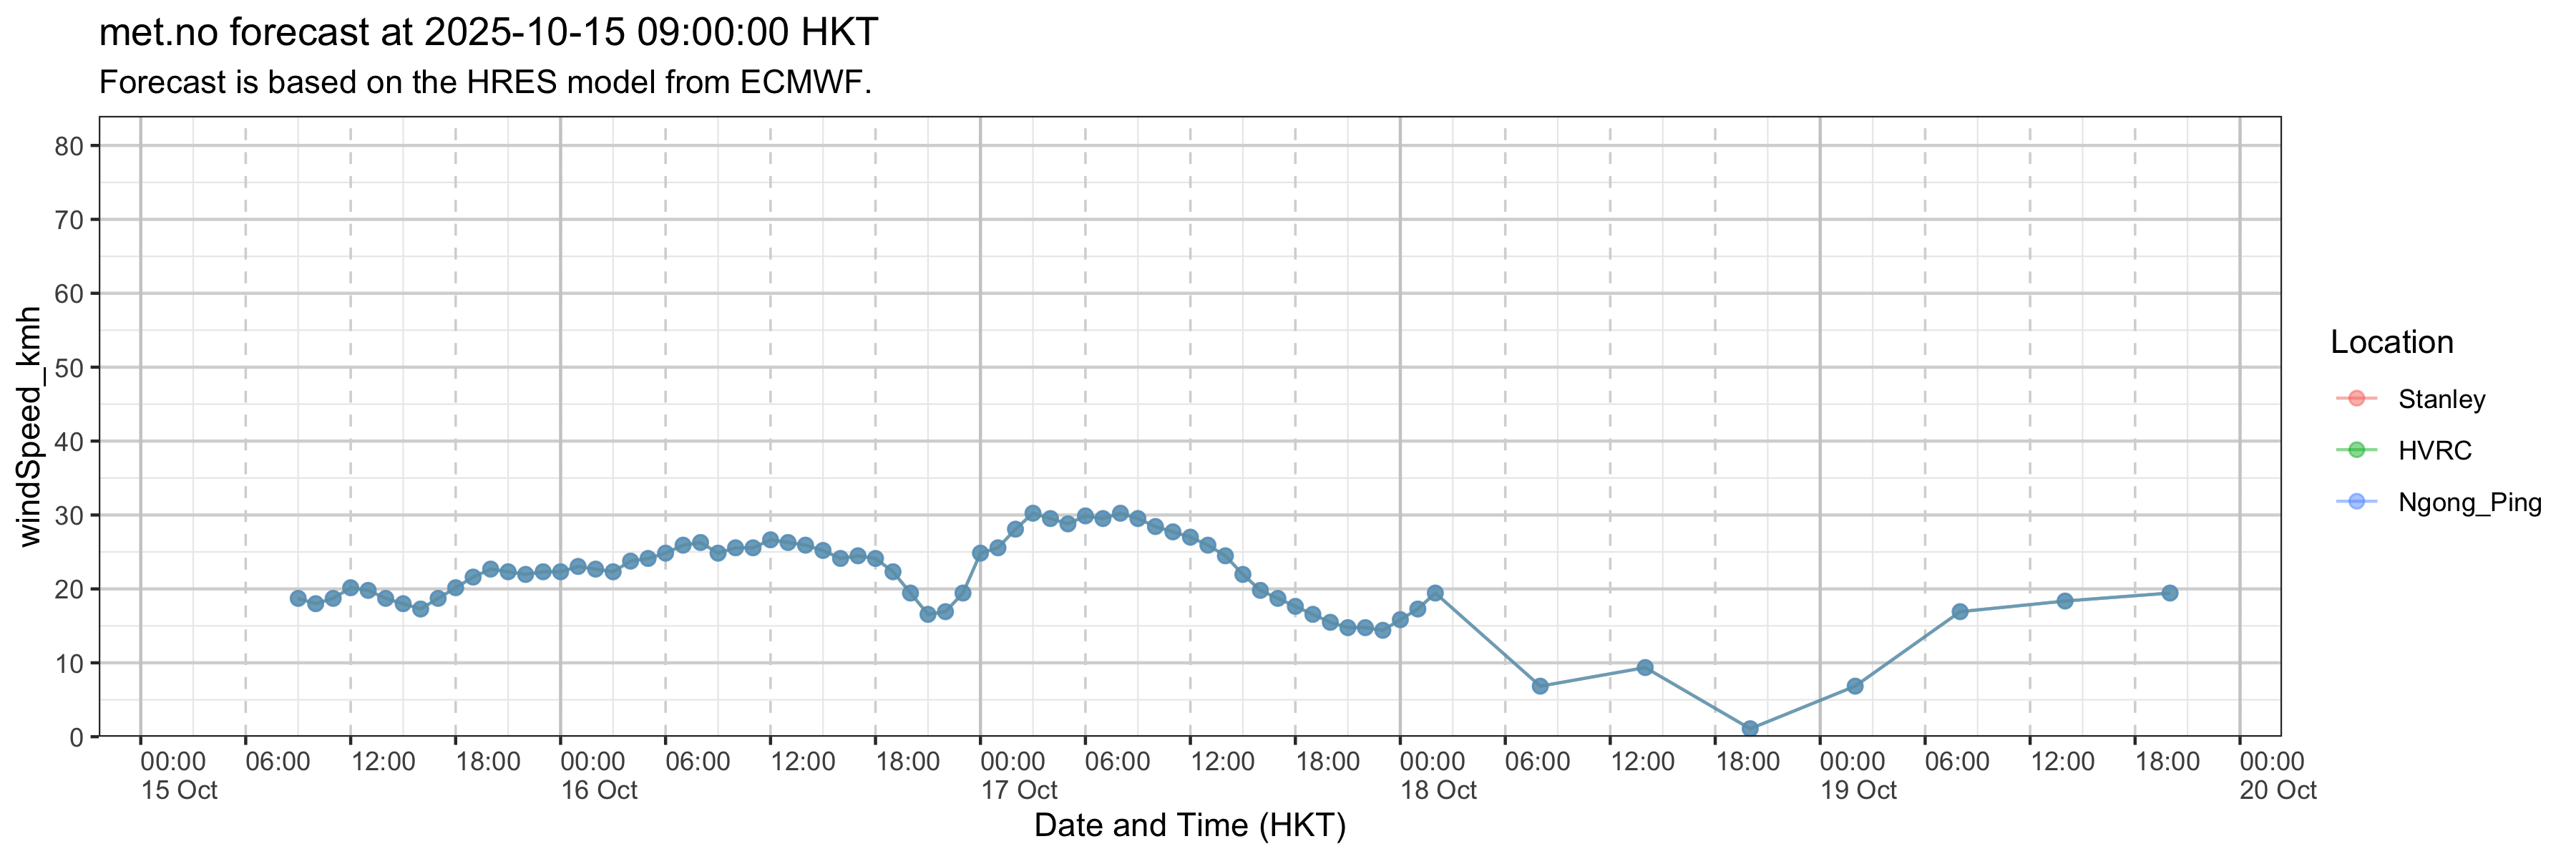 met.no forecast at 2025-10-15 09:00:00 HKT
Forecast is based on the HRES model from ECMWF.
windSpeed_kmh
80
70
60
50
40
30
20
10
0
00:00 06:00 12:00 18:00 00:00 06:00 12:00 18:00 00:00 06:00 12:00 18:00 00:00 06:00 12:00 18:00 00:00 06:00 12:00 18:00 00:00
15 Oct 16 Oct 17 Oct 18 Oct 19 Oct 20 Oct
Date and Time (HKT)
Location
Stanley
HVRC
Ngong_Ping